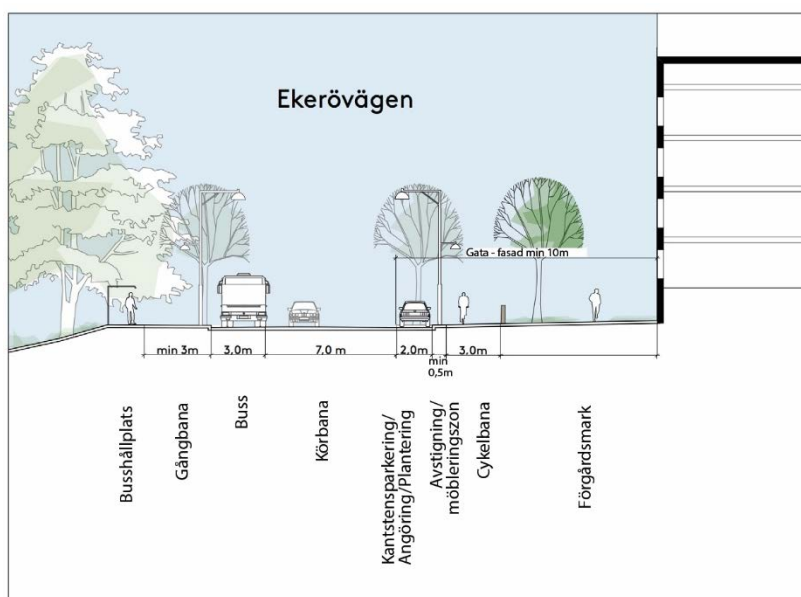 Ekerövägen
Gata - fasad min 10m
min 3m
3.0m
7,0 m
2,0m
min
0,5m
3.0m
Busshållplats
Gångbana
Buss
Körbana
Kantstensparkering/
Angöring/Plantering
Avstigning/
möbleringszon
Cykelbana
Förgårdsmark